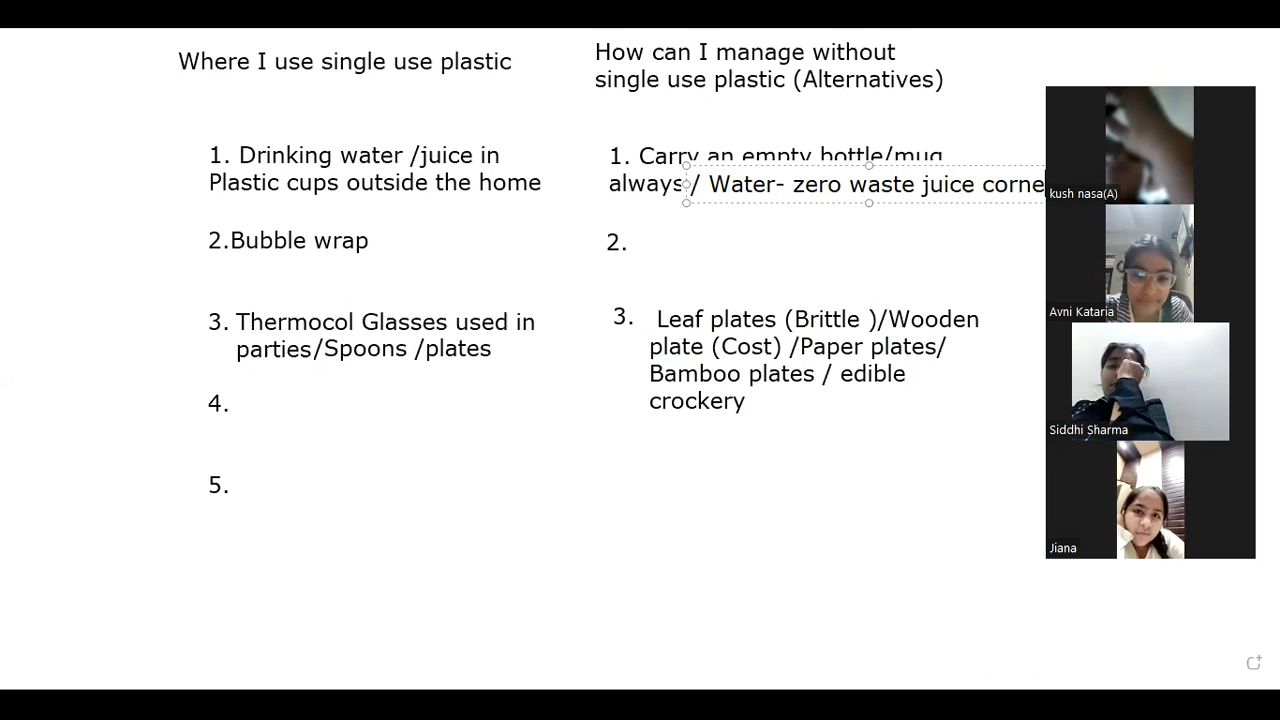 Where I use single use plastic
How can I manage without
single use plastic (Alternatives)
1. Drinking water /juice in
Plastic cups outside the home
1. Carry an empty bottle/mug
always / Water- zero waste juice corne
2.Bubble wrap
2.
3. Thermocol Glasses used in
parties/Spoons /plates
3. Leaf plates (Brittle )/Wooden
plate (Cost) /Paper plates/
Bamboo plates / edible
crockery
4.
5.
kush nasa(A)
Avni Kataria
Siddhi Sharma
Jiana